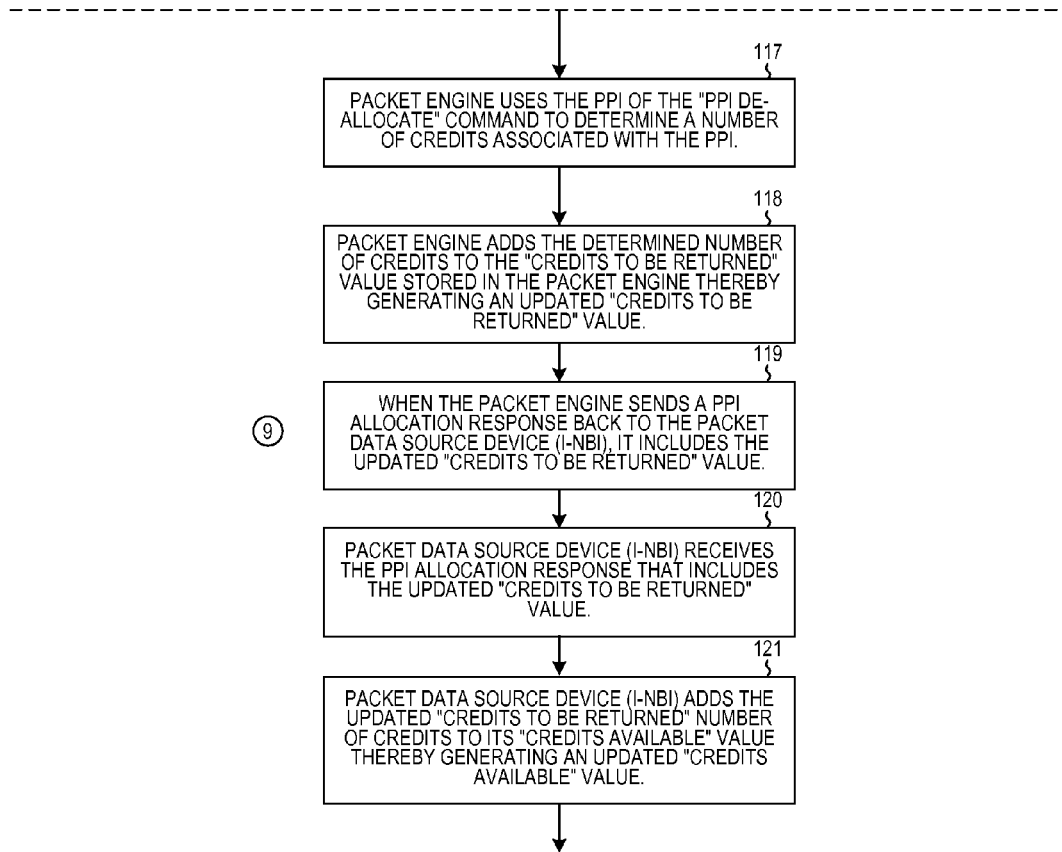 117
PACKET ENGINE USES THE PPI OF THE "PPI DE-
ALLOCATE" COMMAND TO DETERMINE A NUMBER
OF CREDITS ASSOCIATED WITH THE PPI.
118
PACKET ENGINE ADDS THE DETERMINED NUMBER
OF CREDITS TO THE "CREDITS TO BE RETURNED"
VALUE STORED IN THE PACKET ENGINE THEREBY
GENERATING AN UPDATED "CREDITS TO BE
RETURNED" VALUE.
119
WHEN THE PACKET ENGINE SENDS A PPI
ALLOCATION RESPONSE BACK TO THE PACKET
DATA SOURCE DEVICE (I-NBI), IT INCLUDES THE
UPDATED "CREDITS TO BE RETURNED" VALUE.
9
120
PACKET DATA SOURCE DEVICE (I-NBI) RECEIVES
THE PPI ALLOCATION RESPONSE THAT INCLUDES
THE UPDATED "CREDITS TO BE RETURNED"
VALUE.
121
PACKET DATA SOURCE DEVICE (I-NBI) ADDS THE
UPDATED "CREDITS TO BE RETURNED" NUMBER
OF CREDITS TO ITS "CREDITS AVAILABLE" VALUE
THEREBY GENERATING AN UPDATED "CREDITS
AVAILABLE" VALUE.